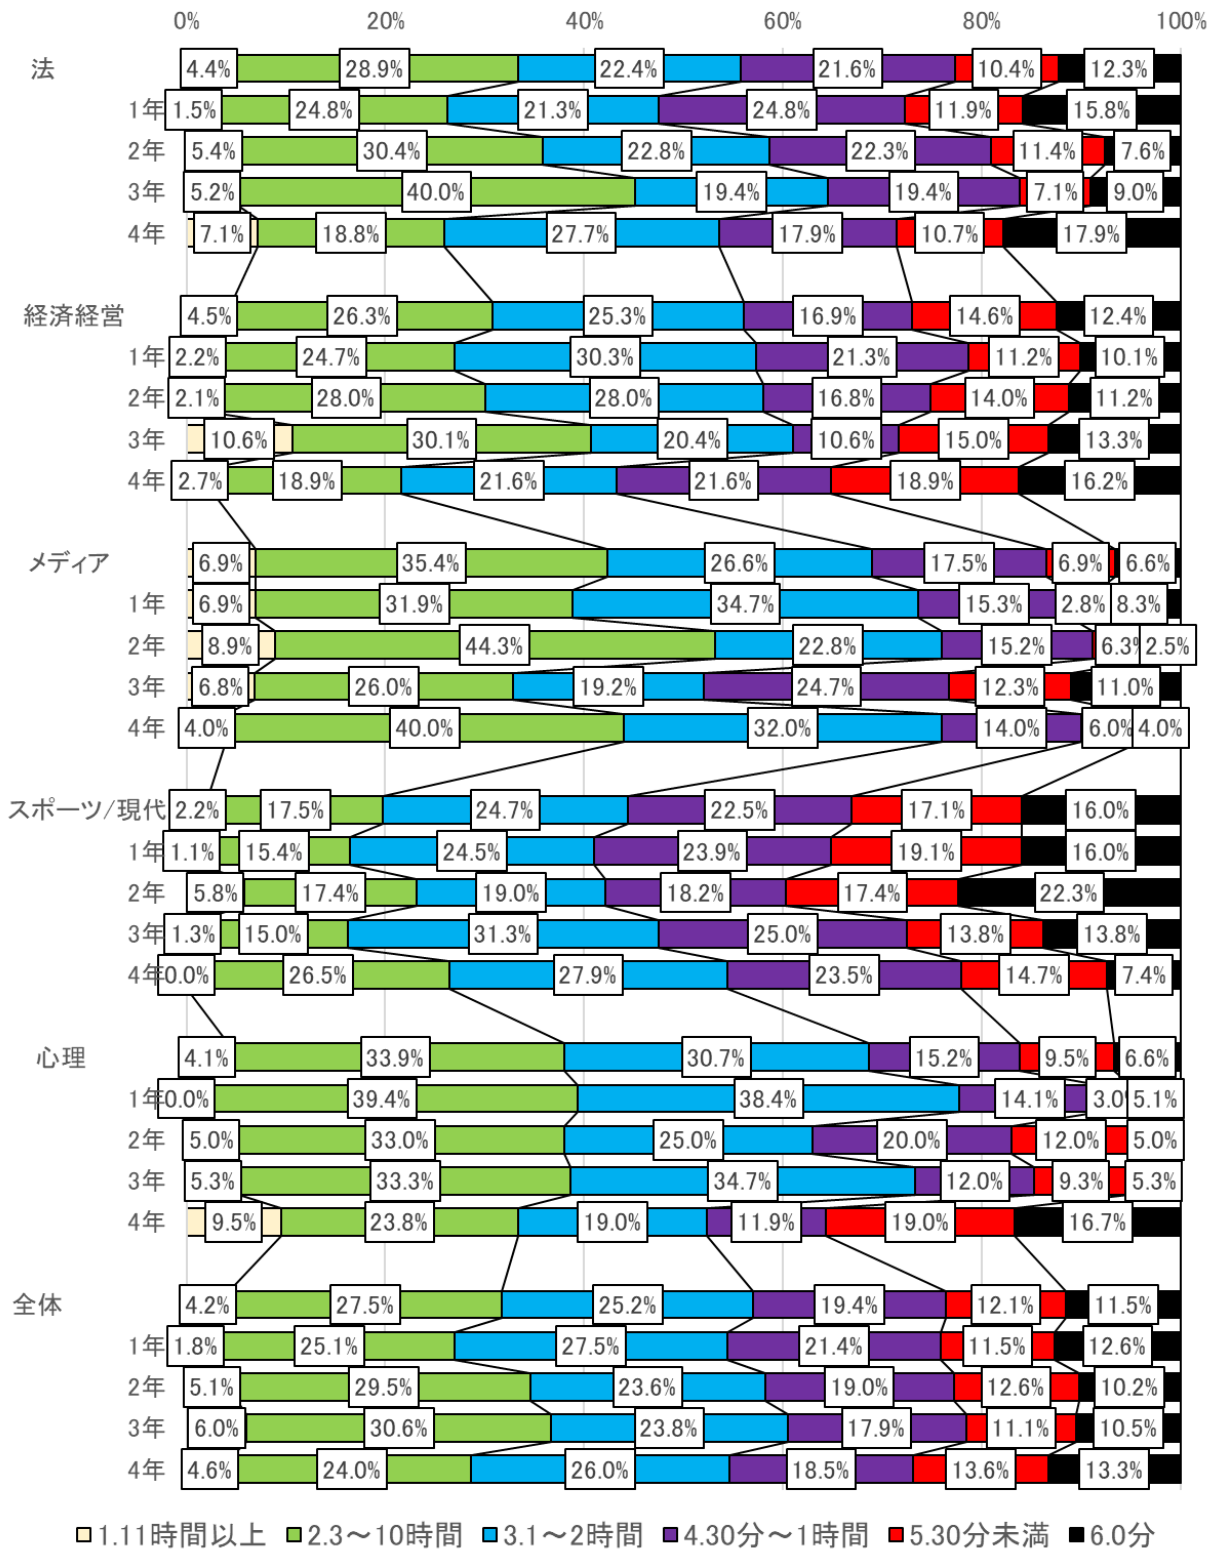 0% 20% 40% 60% 80% 100%
法 4.4% 28.9% 22.4% 21.6% 10.4% 12.3%
1年 1.5% 24.8% 21.3% 24.8% 11.9% 15.8%
2年 5.4% 30.4% 22.8% 22.3% 11.4% 7.6%
3年 5.2% 40.0% 19.4% 19.4% 7.1% 9.0%
4年 7.1% 18.8% 27.7% 17.9% 10.7% 17.9%
経済経営 4.5% 26.3% 25.3% 16.9% 14.6% 12.4%
1年 2.2% 24.7% 30.3% 21.3% 11.2% 10.1%
2年 2.1% 28.0% 28.0% 16.8% 14.0% 11.2%
3年 10.6% 30.1% 20.4% 10.6% 15.0% 13.3%
4年 2.7% 18.9% 21.6% 21.6% 18.9% 16.2%
メディア 6.9% 35.4% 26.6% 17.5% 6.9% 6.6%
1年 6.9% 31.9% 34.7% 15.3% 2.8% 8.3%
2年 8.9% 44.3% 22.8% 15.2% 6.3% 2.5%
3年 6.8% 26.0% 19.2% 24.7% 12.3% 11.0%
4年 4.0% 40.0% 32.0% 14.0% 6.0% 4.0%
スポーツ/現代 2.2% 17.5% 24.7% 22.5% 17.1% 16.0%
1年 1.1% 15.4% 24.5% 23.9% 19.1% 16.0%
2年 5.8% 17.4% 19.0% 18.2% 17.4% 22.3%
3年 1.3% 15.0% 31.3% 25.0% 13.8% 13.8%
4年 0.0% 26.5% 27.9% 23.5% 14.7% 7.4%
心理 4.1% 33.9% 30.7% 15.2% 9.5% 6.6%
1年 0.0% 39.4% 38.4% 14.1% 3.0% 5.1%
2年 5.0% 33.0% 25.0% 20.0% 12.0% 5.0%
3年 5.3% 33.3% 34.7% 12.0% 9.3% 5.3%
4年 9.5% 23.8% 19.0% 11.9% 19.0% 16.7%
全体 4.2% 27.5% 25.2% 19.4% 12.1% 11.5%
1年 1.8% 25.1% 27.5% 21.4% 11.5% 12.6%
2年 5.1% 29.5% 23.6% 19.0% 12.6% 10.2%
3年 6.0% 30.6% 23.8% 17.9% 11.1% 10.5%
4年 4.6% 24.0% 26.0% 18.5% 13.6% 13.3%
1.11時間以上 2.3～10時間 3.1～2時間 4.30分～1時間 5.30分未満 6.0分